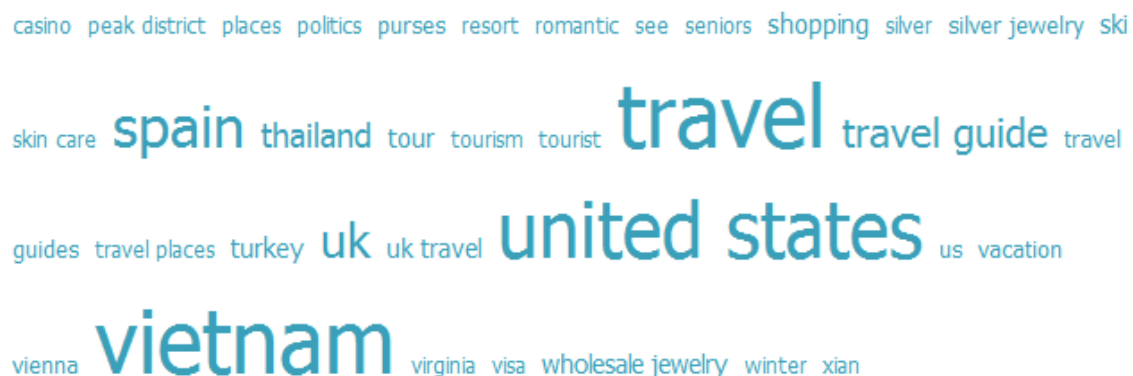 casino peak district places politics purses resort romantic see seniors shopping silver silver jewelry ski
skin care spain thailand tour tourism tourist travel travel guide travel
guides travel places turkey uk uk travel united states us vacation
vienna vietnam virginia visa wholesale jewelry winter xian